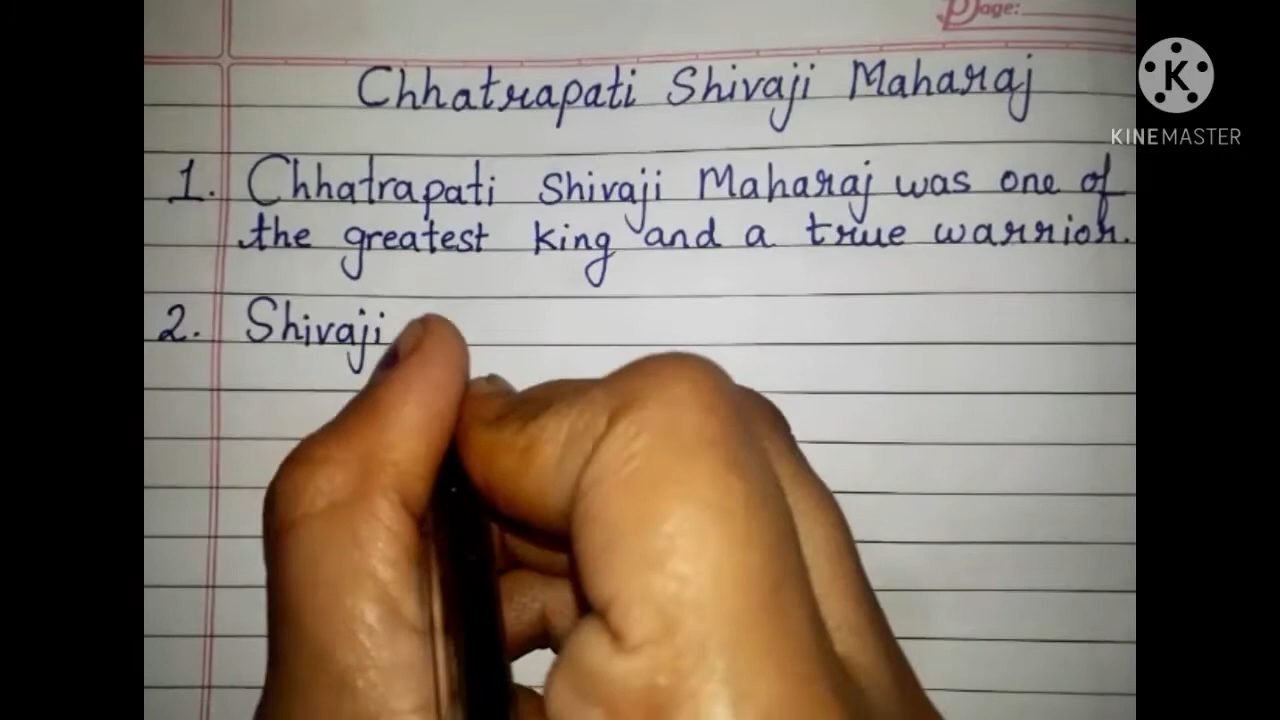 Page:
Chhatrapati Shivaji Maharaj
1. Chhatrapati Shivaji Maharaj was one of
the greatest king and a true warrior.
2. Shivaji
K
KINEMASTER